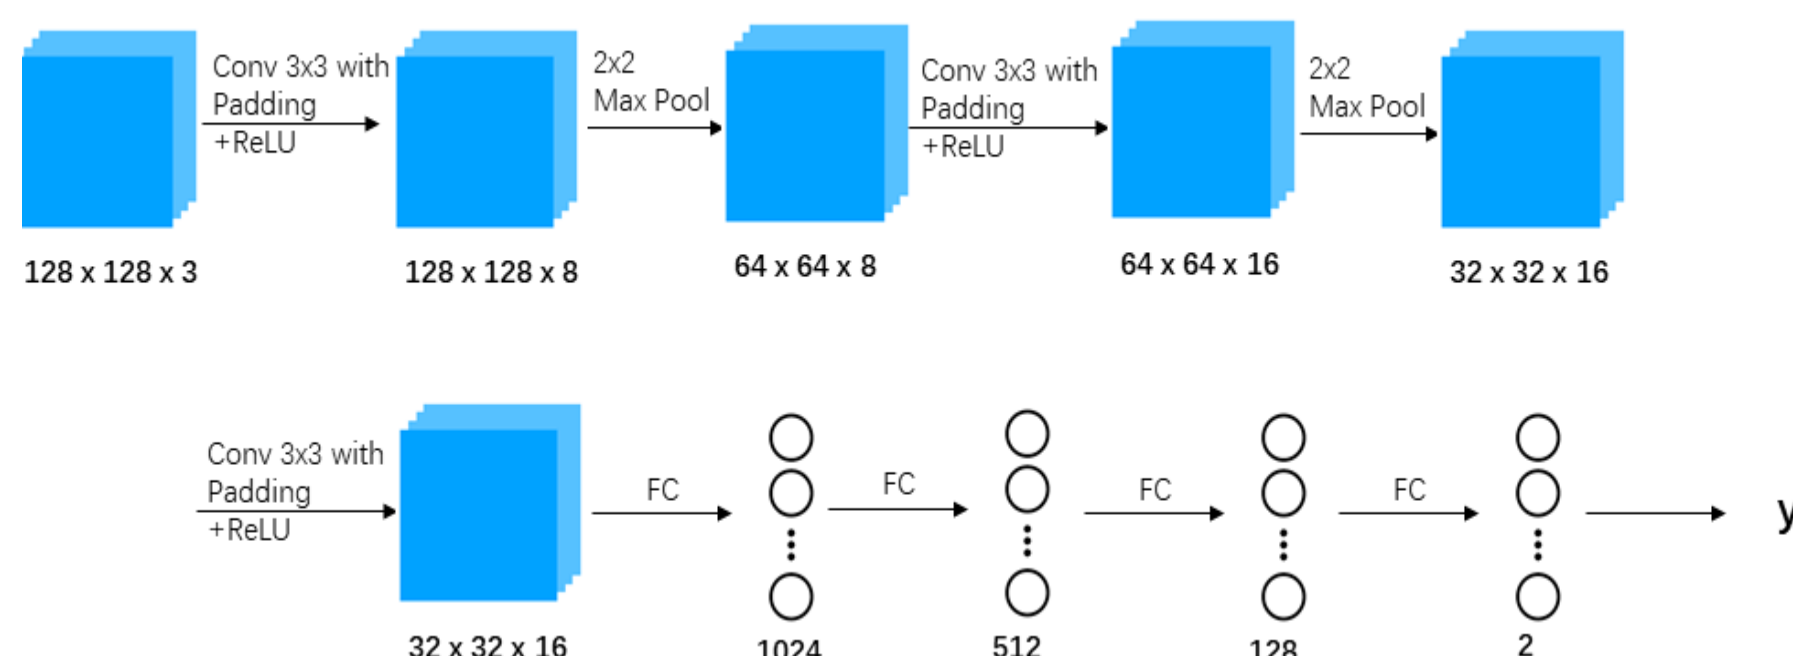 Conv 3x3 with
Padding
+ReLU
2x2
Max Pool
Conv 3x3 with
Padding
+ReLU
2x2
Max Pool
128 x 128 x 3
128 x 128 x 8
64 x 64 x 8
64 x 64 x 16
32 x 32 x 16
Conv 3x3 with
Padding
+ReLU
FC
FC
FC
FC
y
32 x 32 x 16
1024
512
128
2